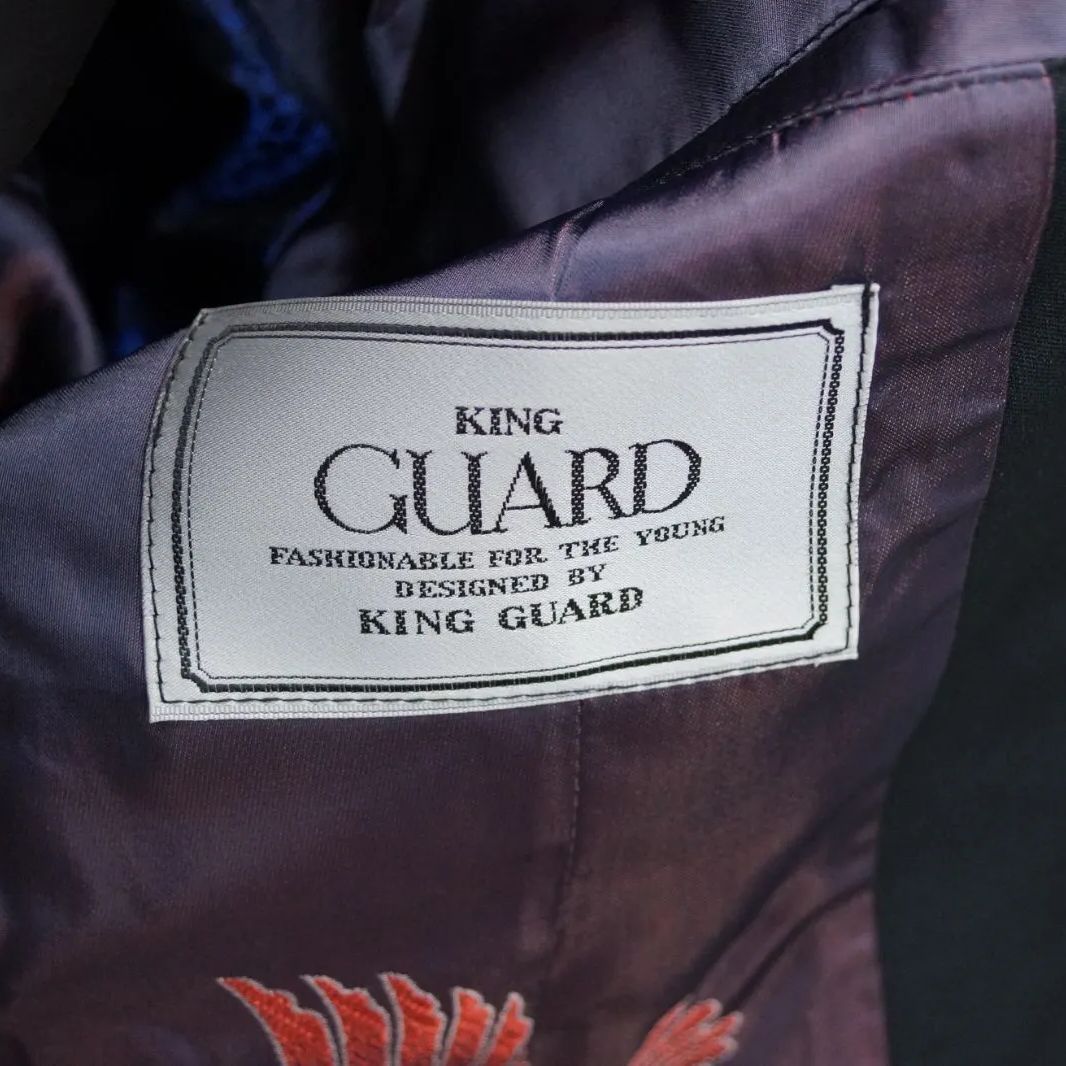 KING
GUARD
FASHIONABLE FOR THE YOUNG
DESIGNED BY
KING GUARD